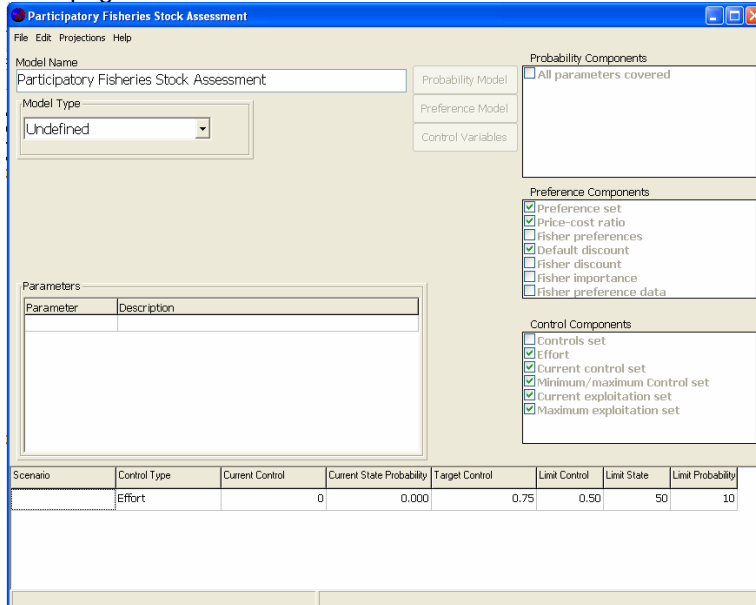 Participatory Fisheries Stock Assessment
File Edit Projections Help
Model Name
Participatory Fisheries Stock Assessment
Model Type
Undefined
Probability Model
Preference Model
Control Variables
Probability Components
All parameters covered
Preference Components
Preference set
Price-cost ratio
Fisher preferences
Default discount
Fisher discount
Fisher importance
Fisher preference data
Parameters
Parameter Description
Control Components
Controls set
Effort
Current control set
Minimum/maximum Control set
Current exploitation set
Maximum exploitation set
Scenario Control Type Current Control Current State Probability Target Control Limit Control Limit State Limit Probability
Effort 0 0.000 0.75 0.50 50 10